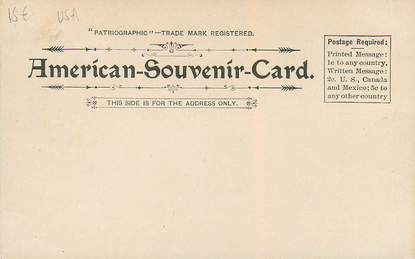 15€ USA
"PATRIOGRAPHIC"—TRADE MARK REGISTERED.
American-Souvenir-Card.
THIS SIDE IS FOR THE ADDRESS ONLY.
Postage Required:
Printed Message:
1c to any country.
Written Message:
2c. U. S., Canada
and Mexico; 5c to
any other country